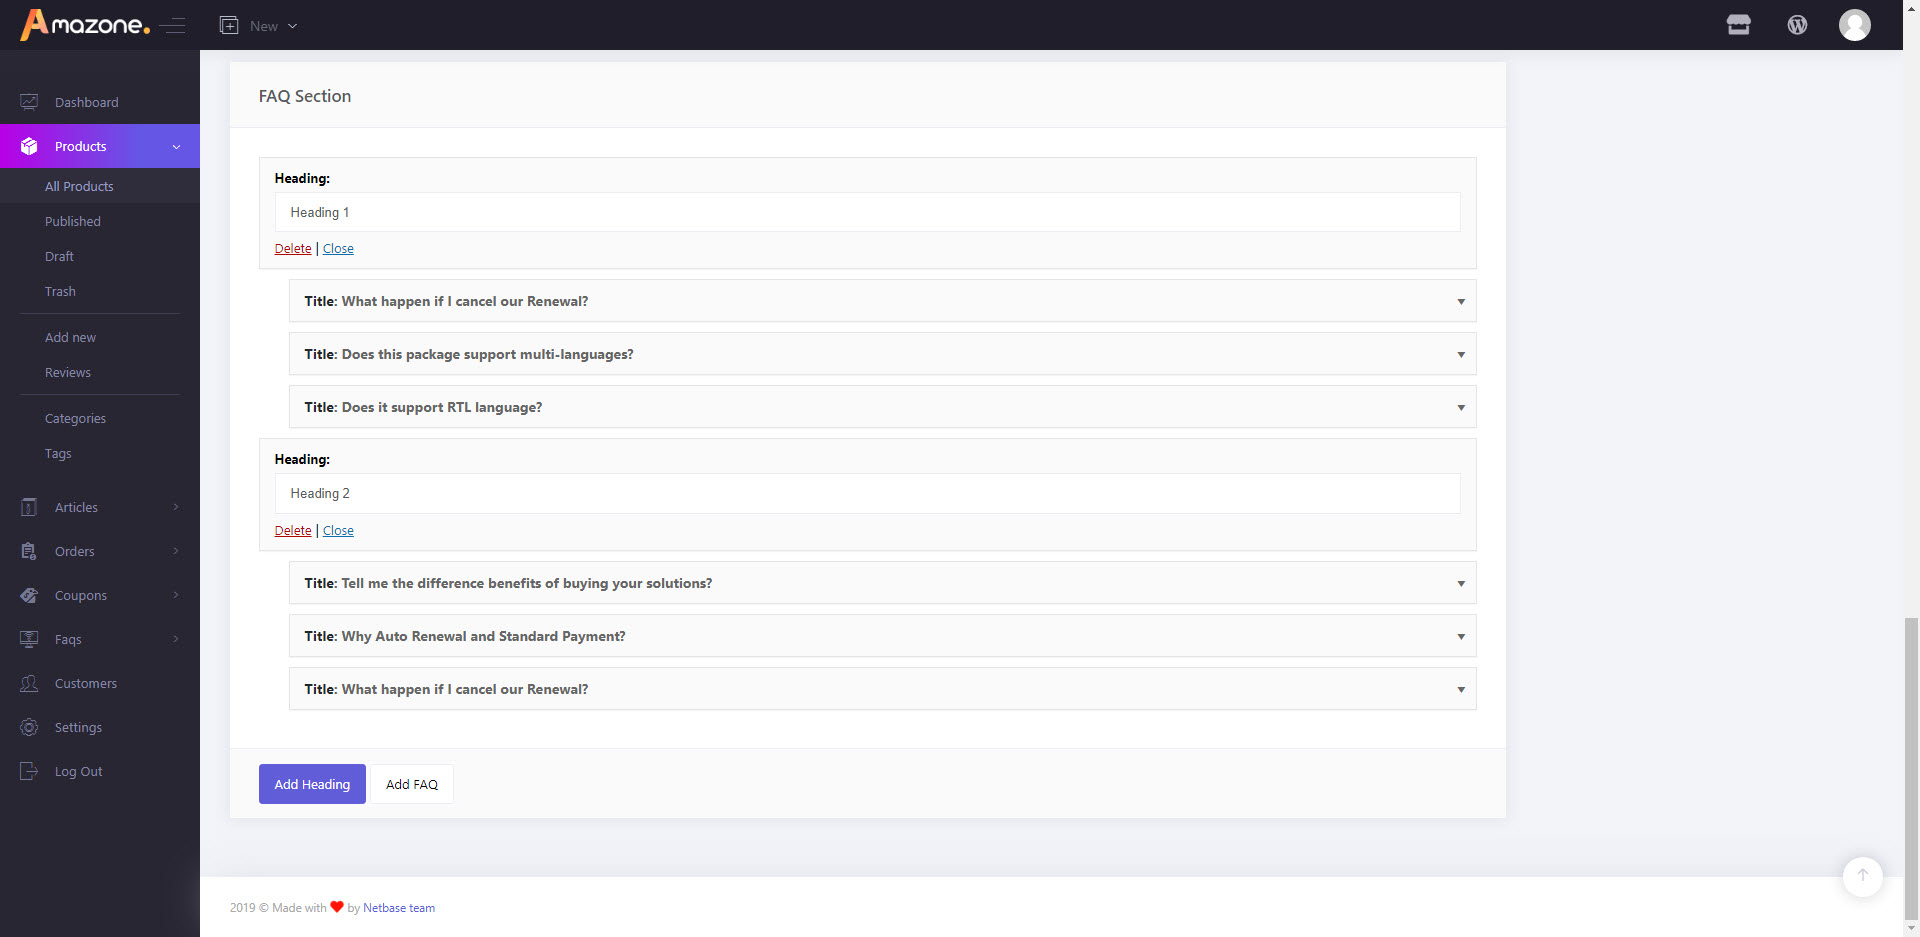 Amazone.
New
Dashboard
Products
All Products
Published
Draft
Trash
Add new
Reviews
Categories
Tags
Articles
Orders
Coupons
Faqs
Customers
Settings
Log Out
FAQ Section
Heading:
Heading 1
Delete | Close
Title: What happen if I cancel our Renewal?
Title: Does this package support multi-languages?
Title: Does it support RTL language?
Heading:
Heading 2
Delete | Close
Title: Tell me the difference benefits of buying your solutions?
Title: Why Auto Renewal and Standard Payment?
Title: What happen if I cancel our Renewal?
Add Heading Add FAQ
2019 © Made with ❤ by Netbase team